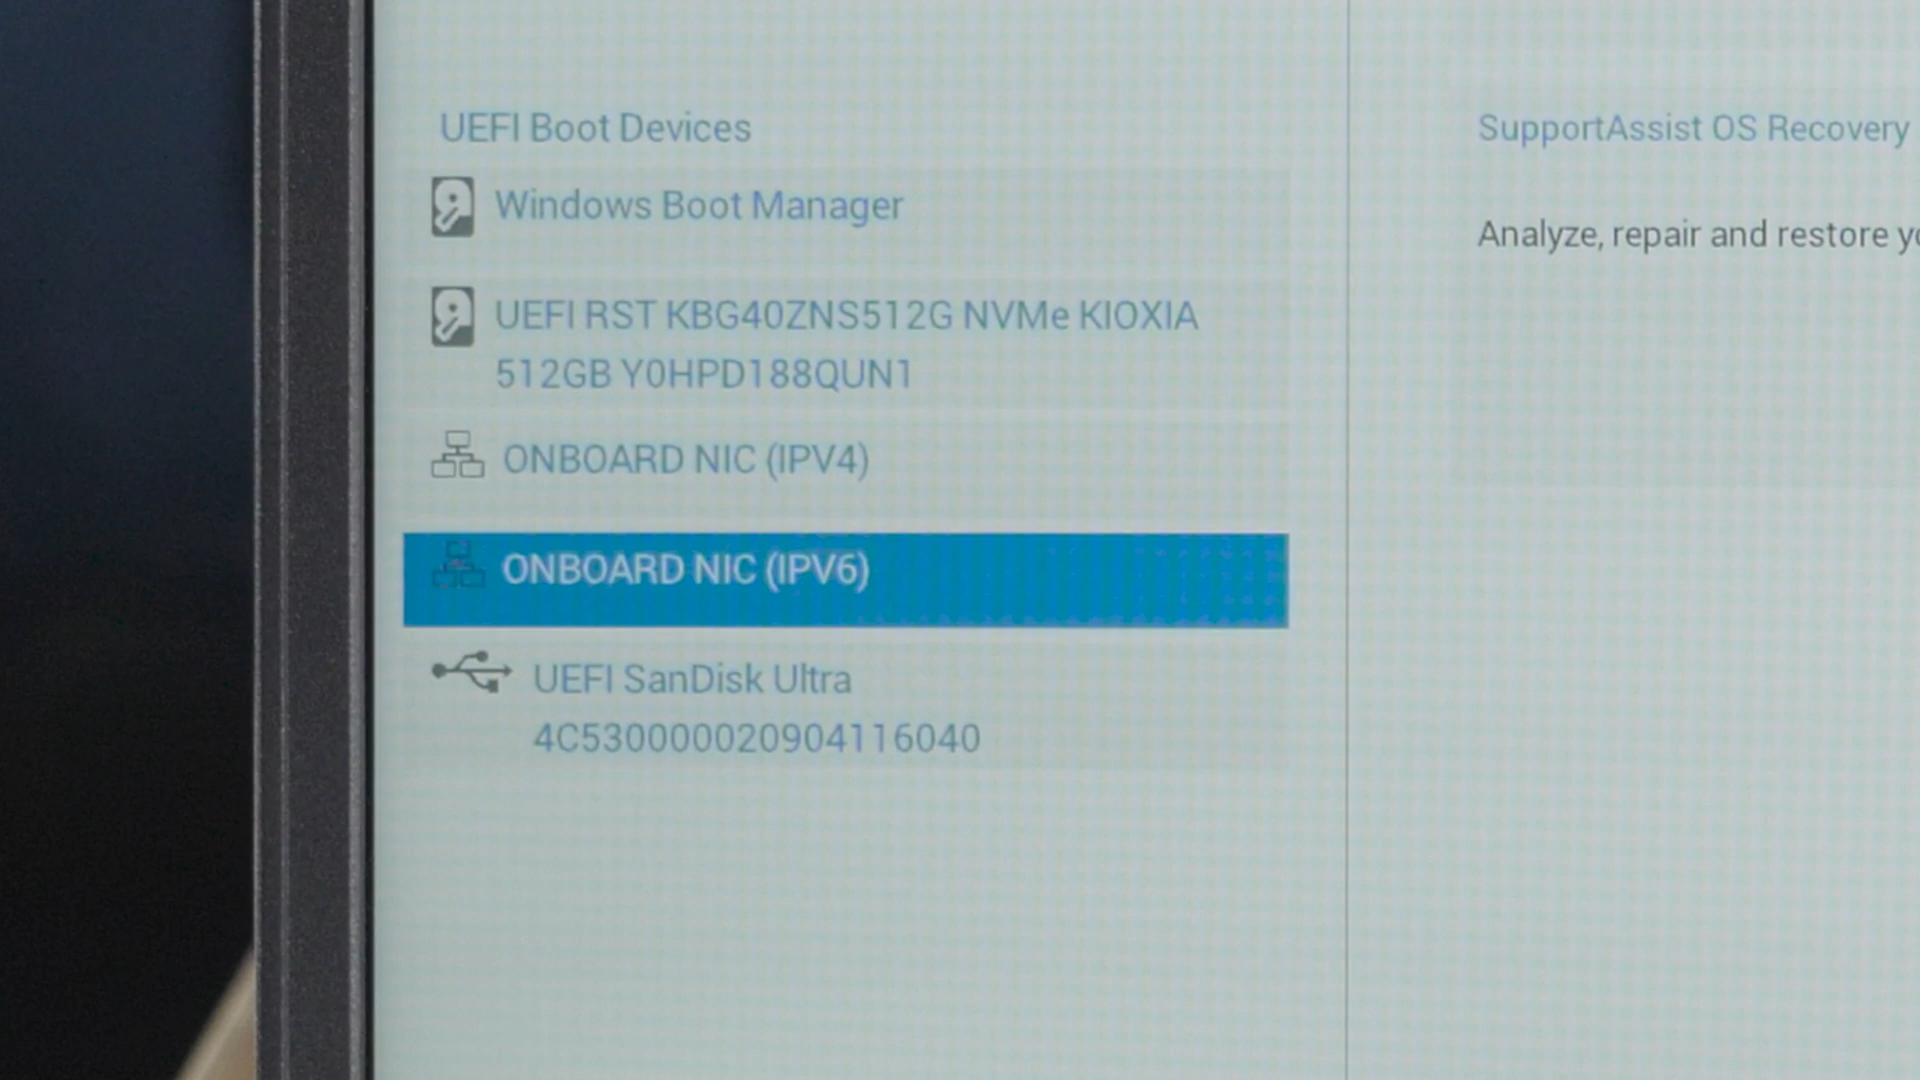 UEFI Boot Devices
Windows Boot Manager
UEFI RST KBG40ZNS512G NVMe KIOXIA
512GB Y0HPD188QUN1
ONBOARD NIC (IPV4)
ONBOARD NIC (IPV6)
UEFI SanDisk Ultra
4C530000020904116040
SupportAssist OS Recovery
Analyze, repair and restore